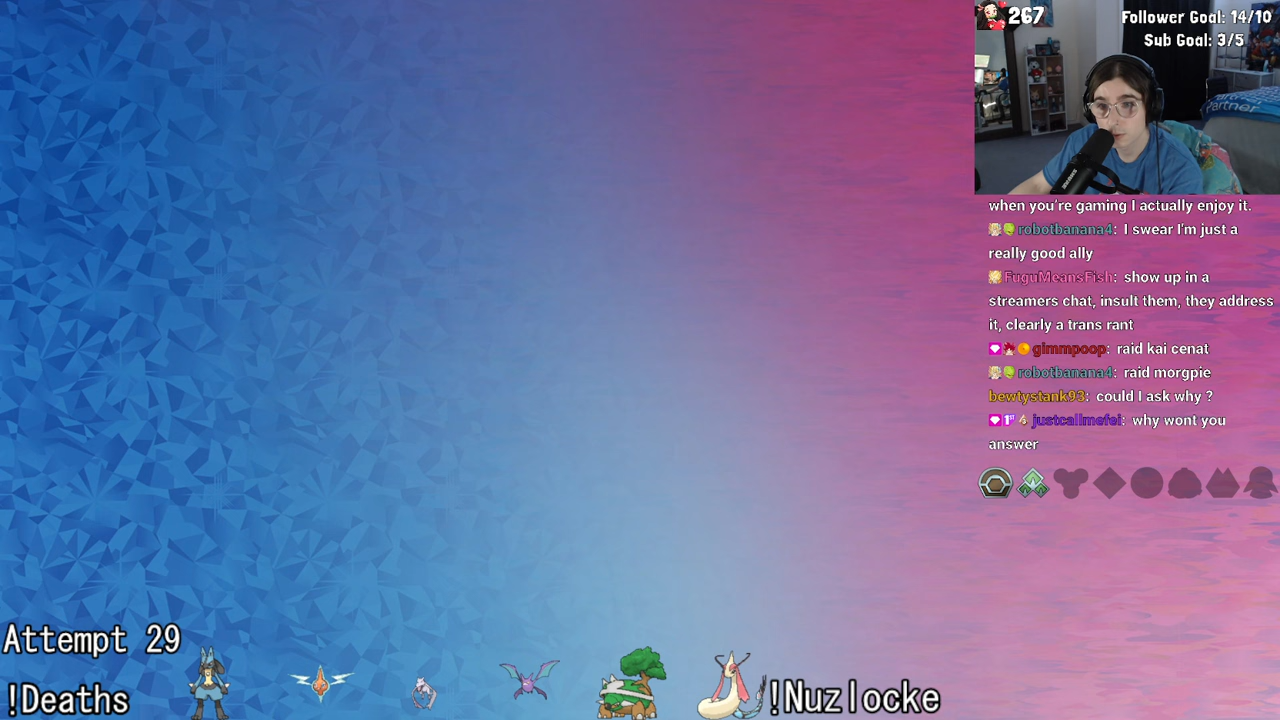 267
Follower Goal: 14/10
Sub Goal: 3/5
Partner
when you're gaming I actually enjoy it.
robotbanana4: I swear I'm just a
really good ally
FuguMeansFish: show up in a
streamers chat, insult them, they address
it, clearly a trans rant
gimmpoop: raid kai cenat
robotbanana4: raid morgpie
bewtystank93: could I ask why ?
justcallmefei: why wont you
answer
Attempt 29
!Deaths
!Nuzlocke